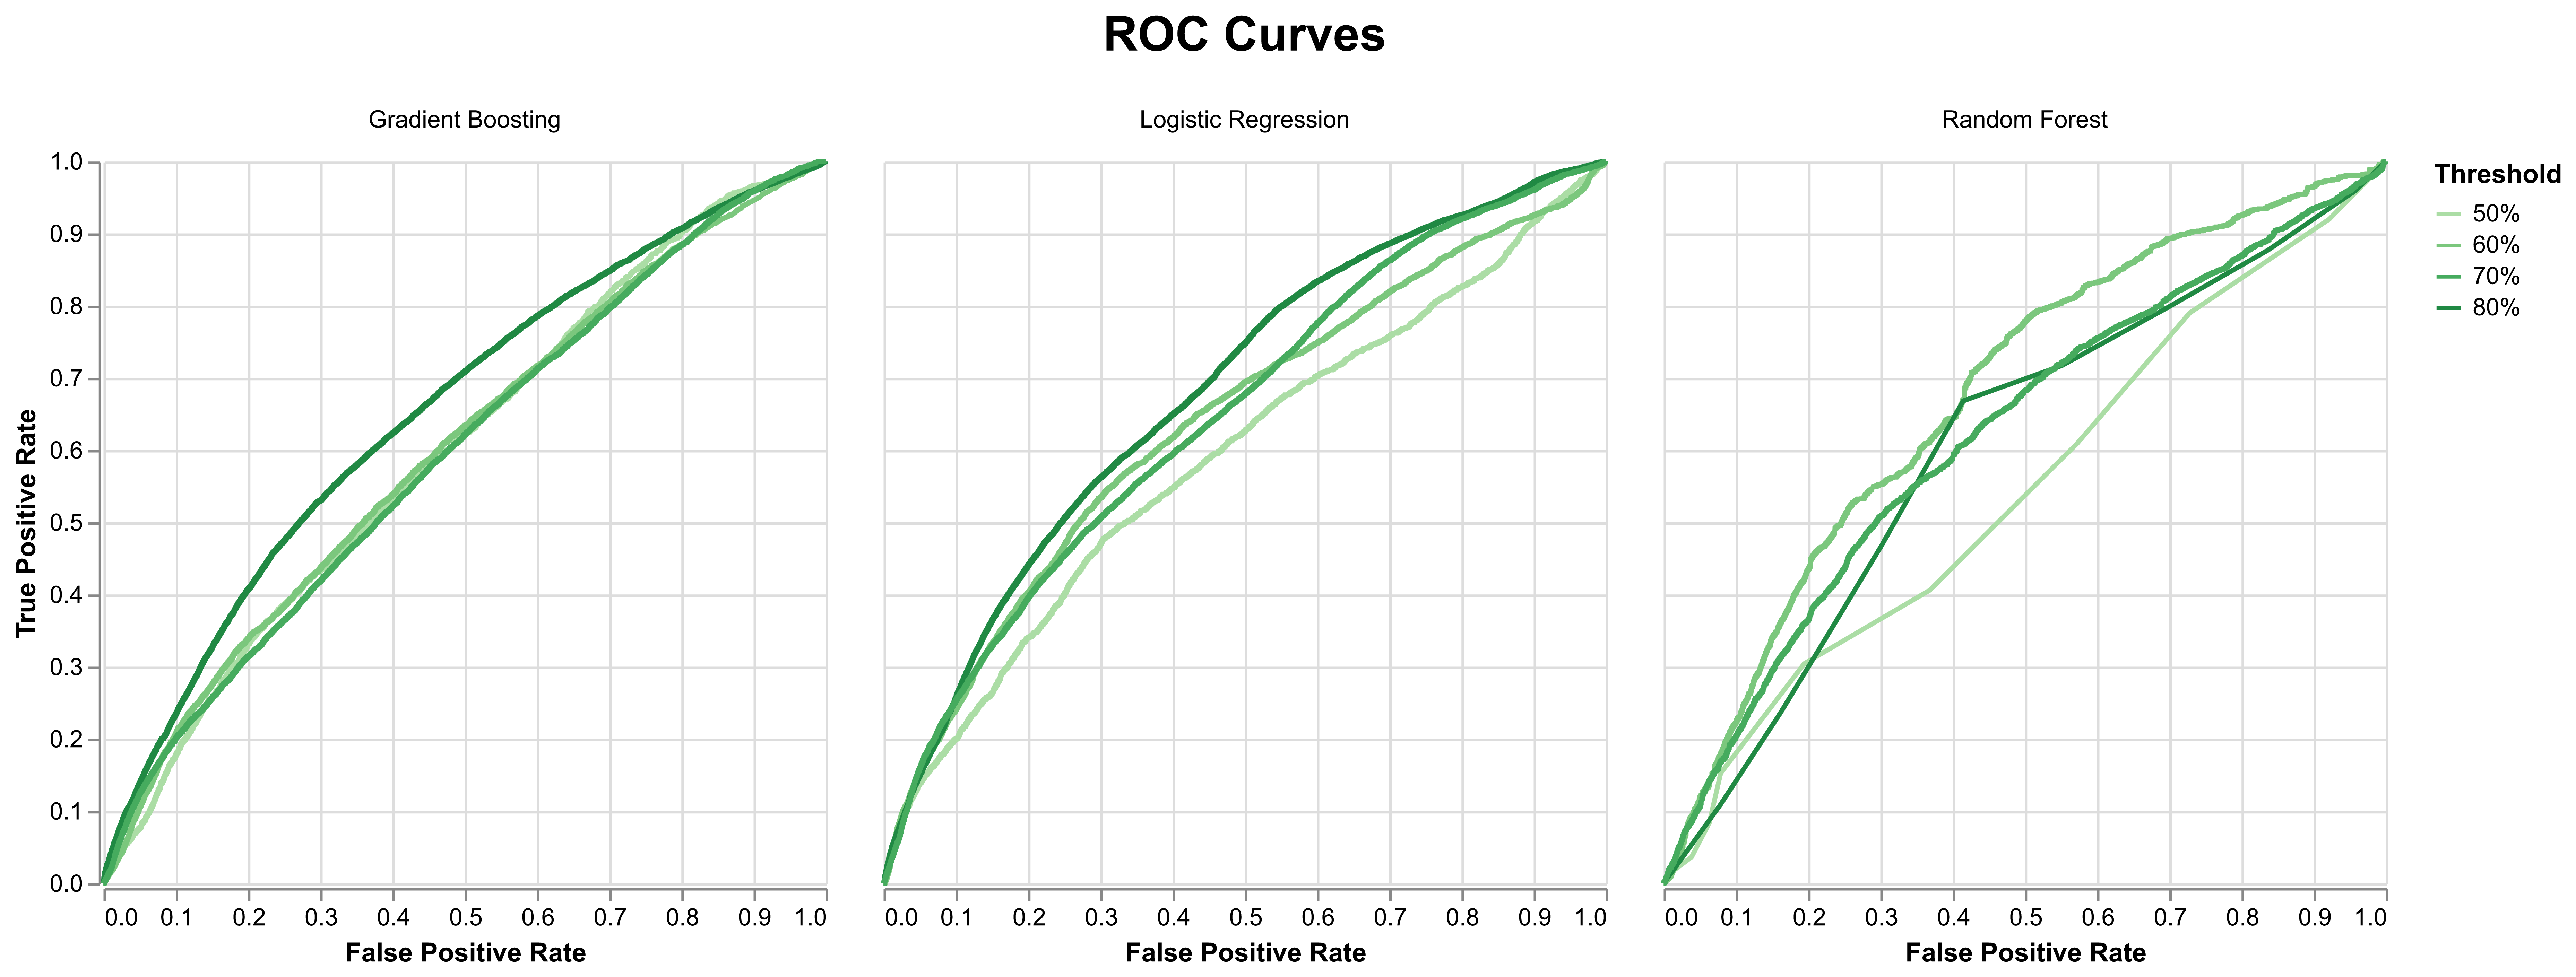 ROC Curves
Gradient Boosting
Logistic Regression
Random Forest
True Positive Rate
1.0
0.9
0.8
0.7
0.6
0.5
0.4
0.3
0.2
0.1
0.0
0.0 0.1 0.2 0.3 0.4 0.5 0.6 0.7 0.8 0.9 1.0
False Positive Rate
0.0 0.1 0.2 0.3 0.4 0.5 0.6 0.7 0.8 0.9 1.0
False Positive Rate
0.0 0.1 0.2 0.3 0.4 0.5 0.6 0.7 0.8 0.9 1.0
False Positive Rate
Threshold
50%
60%
70%
80%